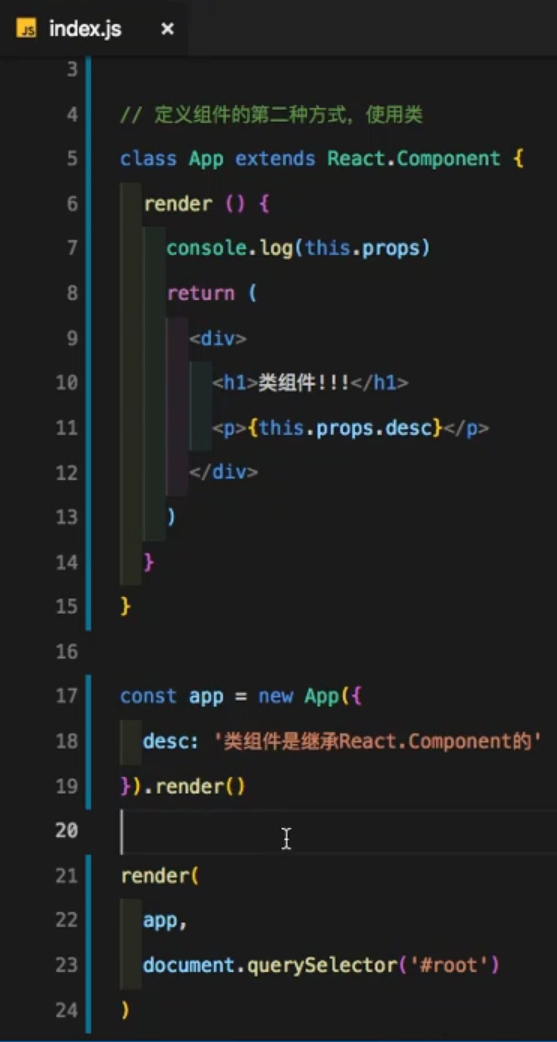 JS index.js ×
3
4 // 定义组件的第二种方式，使用类
5 class App extends React.Component {
6 render () {
7 console.log(this.props)
8 return (
9 <div>
10 <h1>类组件!!!</h1>
11 <p>{this.props.desc}</p>
12 </div>
13 )
14 }
15 }
16
17 const app = new App({
18 desc: '类组件是继承React.Component的'
19 }).render()
20
21 render(
22 app,
23 document.querySelector('#root')
24 )